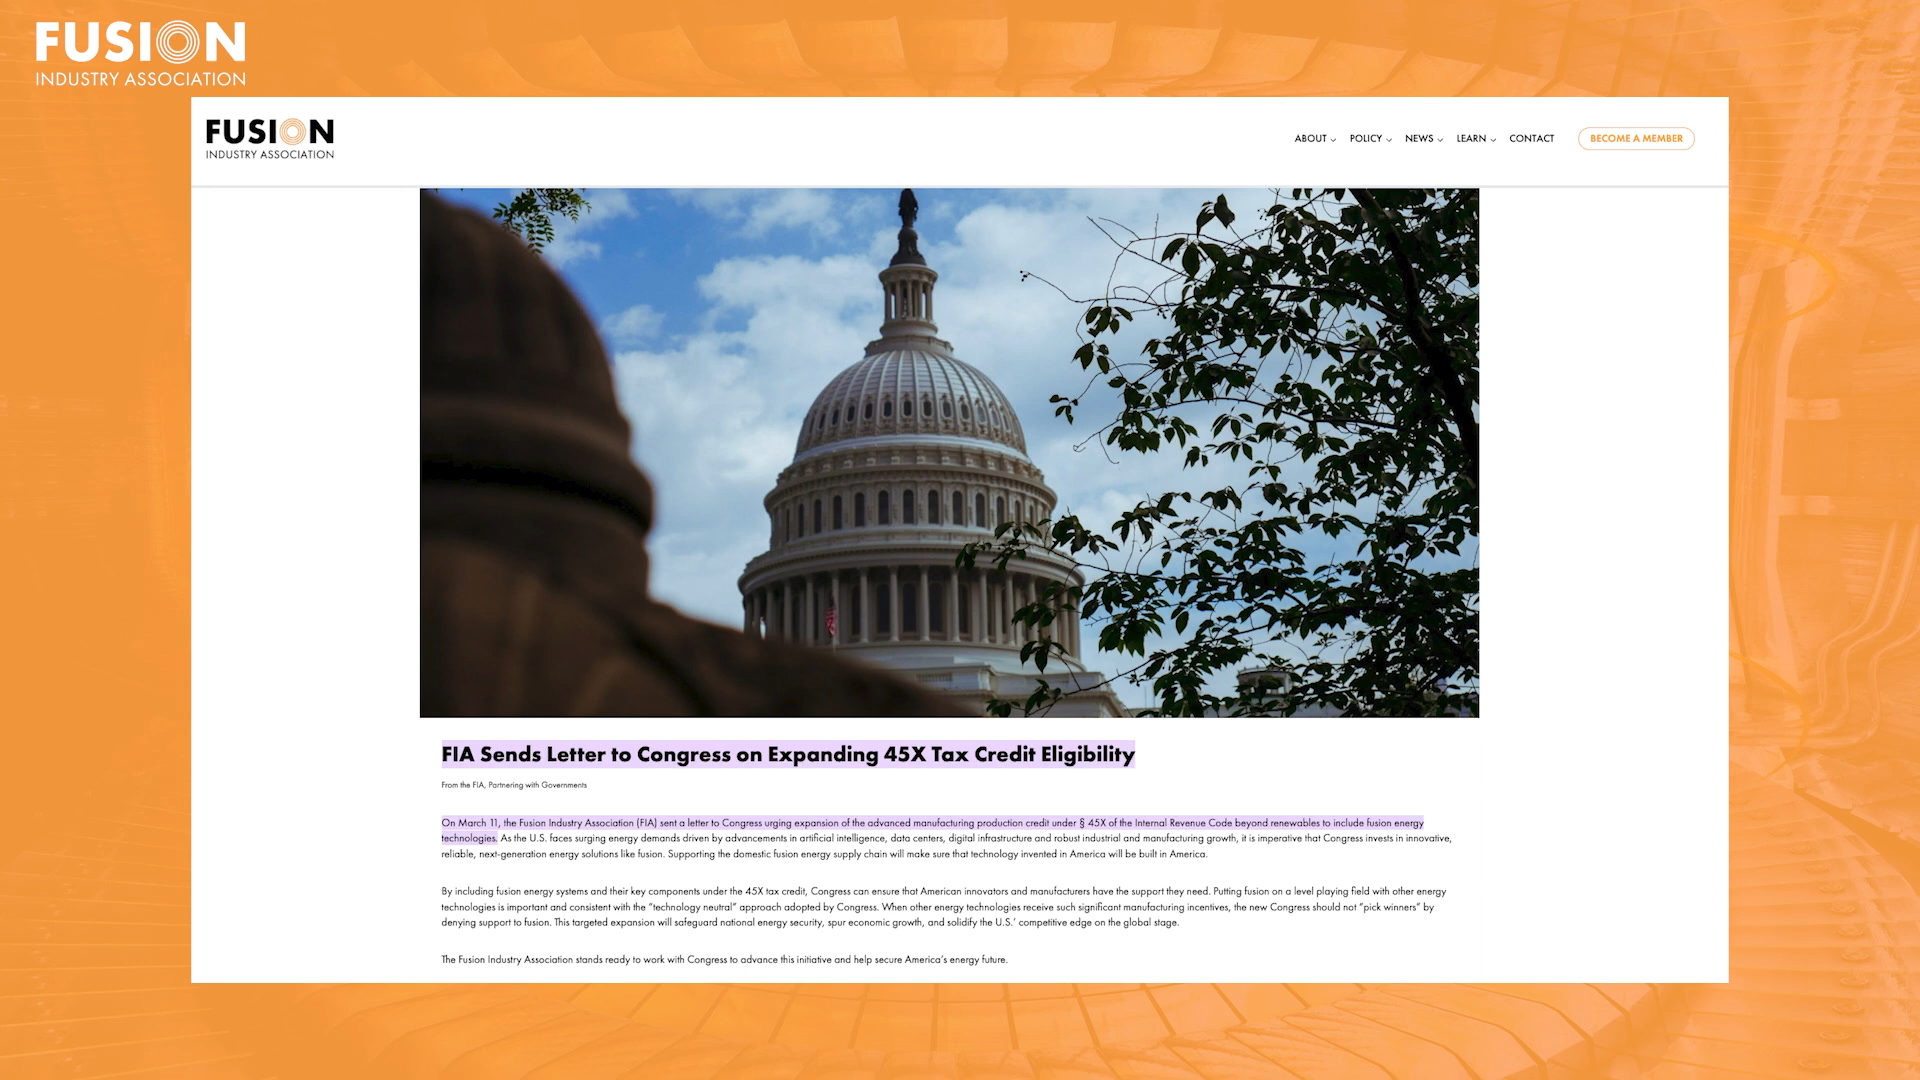 FUSION
INDUSTRY ASSOCIATION
FUSION
INDUSTRY ASSOCIATION
ABOUT POLICY NEWS LEARN CONTACT BECOME A MEMBER
FIA Sends Letter to Congress on Expanding 45X Tax Credit Eligibility
From the FIA, Partnering with Governments
On March 11, the Fusion Industry Association (FIA) sent a letter to Congress urging expansion of the advanced manufacturing production credit under § 45X of the Internal Revenue Code beyond renewables to include fusion energy
technologies. As the U.S. faces surging energy demands driven by advancements in artificial intelligence, data centers, digital infrastructure and robust industrial and manufacturing growth, it is imperative that Congress invests in innovative,
reliable, next-generation energy solutions like fusion. Supporting the domestic fusion energy supply chain will make sure that technology invented in America will be built in America.
By including fusion energy systems and their key components under the 45X tax credit, Congress can ensure that American innovators and manufacturers have the support they need. Putting fusion on a level playing field with other energy
technologies is important and consistent with the “technology neutral” approach adopted by Congress. When other energy technologies receive such significant manufacturing incentives, the new Congress should not “pick winners” by
denying support to fusion. This targeted expansion will safeguard national energy security, spur economic growth, and solidify the U.S.’ competitive edge on the global stage.
The Fusion Industry Association stands ready to work with Congress to advance this initiative and help secure America’s energy future.